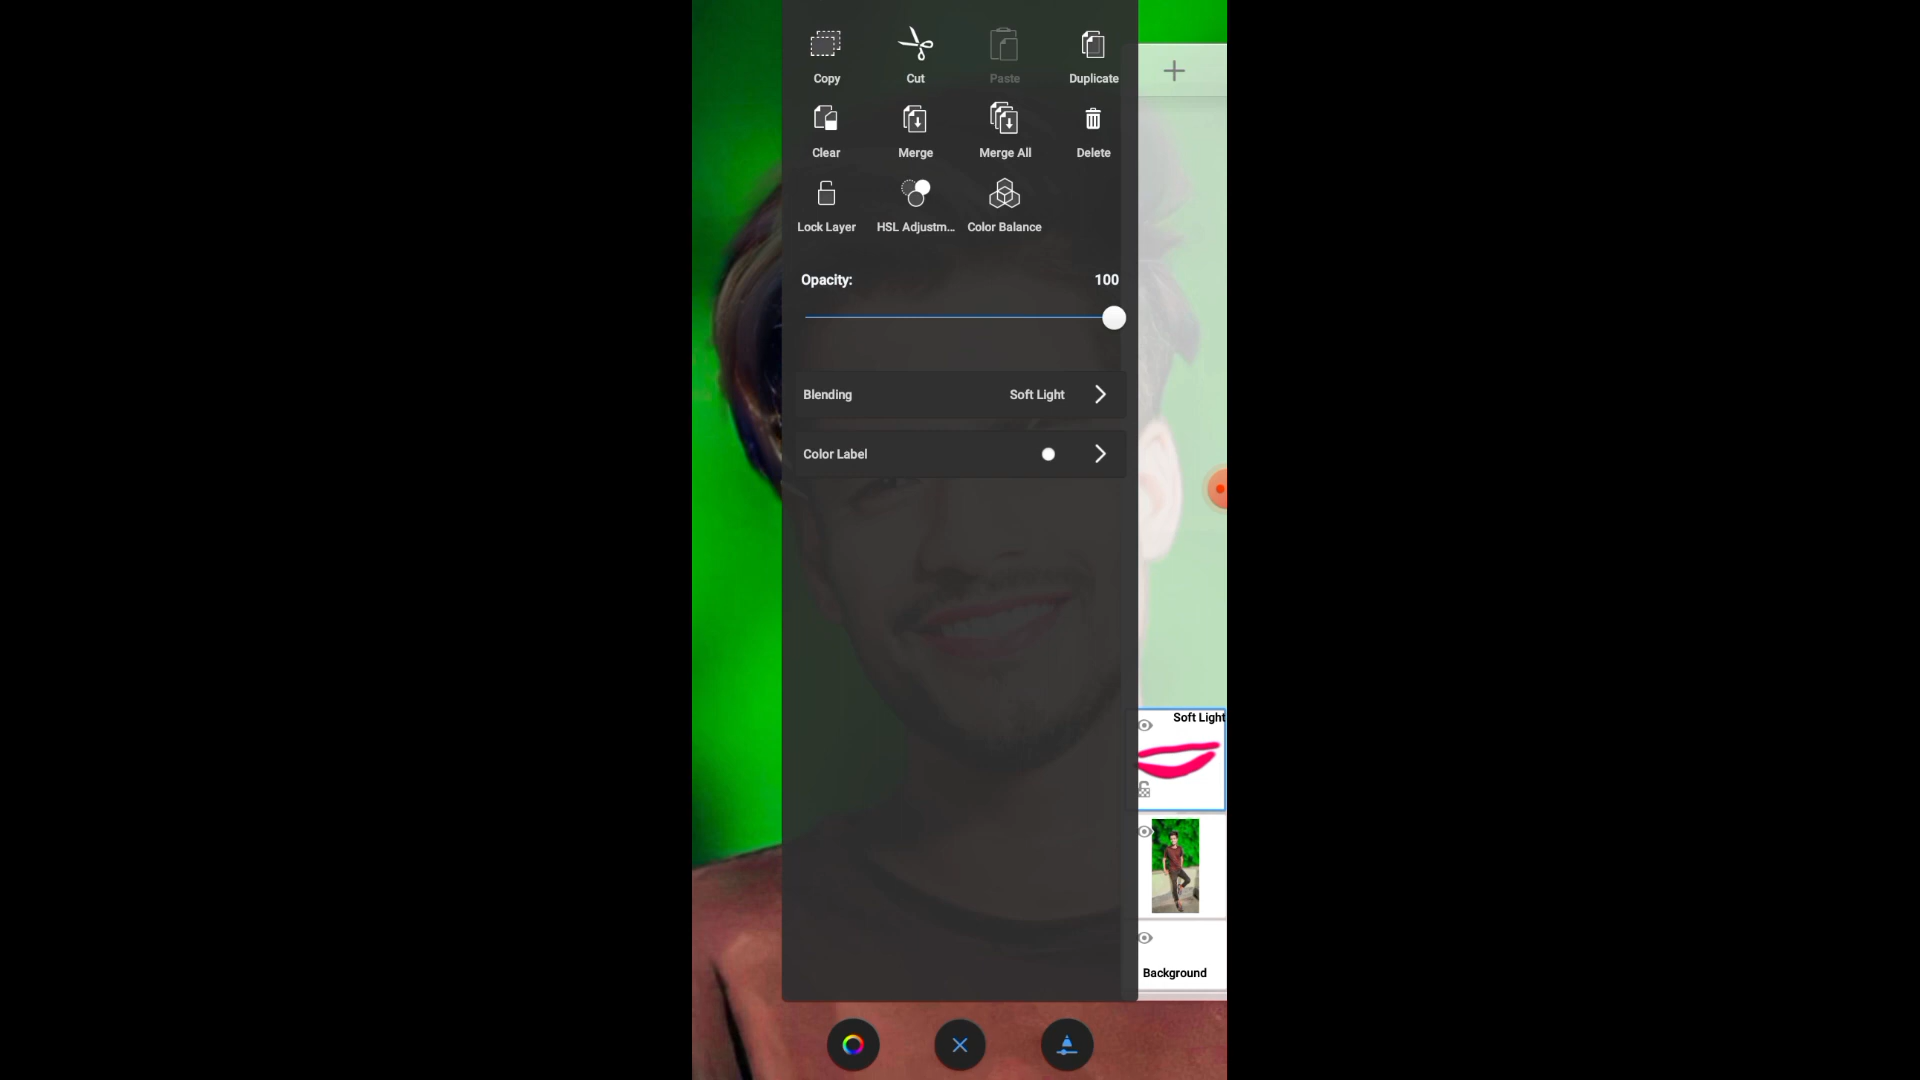 Copy
Cut
Paste
Duplicate
Clear
Merge
Merge All
Delete
Lock Layer
HSL Adjustm...
Color Balance
Opacity:
100
Blending
Soft Light
Color Label
Soft Light
Background